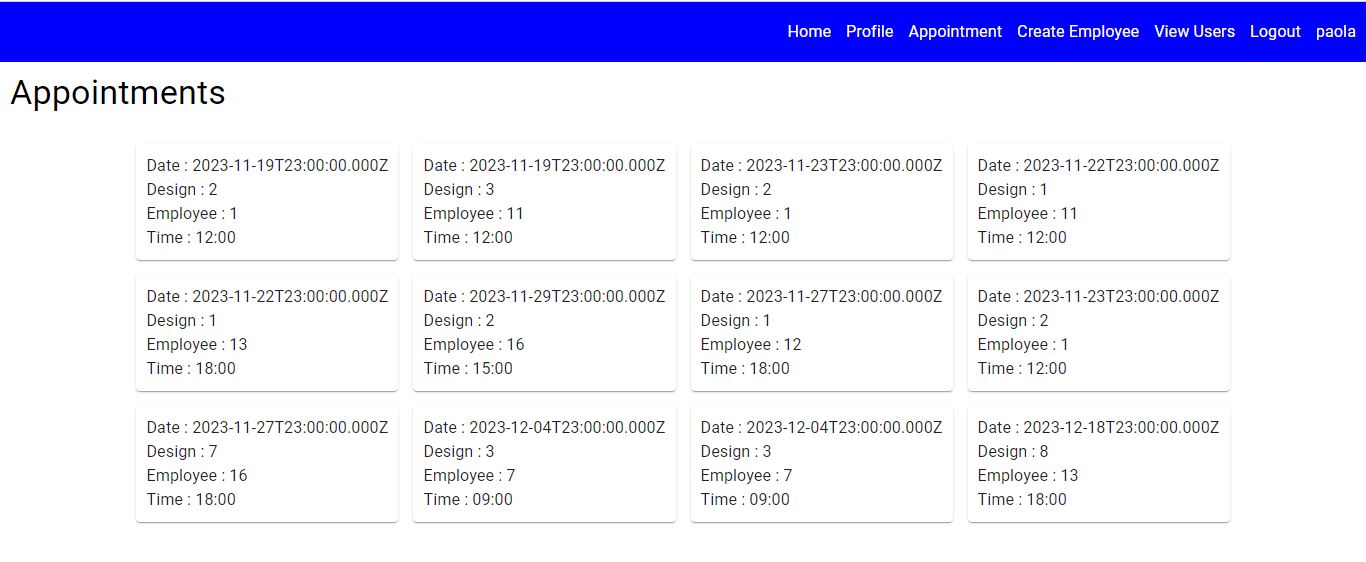 Home Profile Appointment Create Employee View Users Logout paola
Appointments
Date : 2023-11-19T23:00:00.000Z
Design : 2
Employee : 1
Time : 12:00
Date : 2023-11-19T23:00:00.000Z
Design : 3
Employee : 11
Time : 12:00
Date : 2023-11-23T23:00:00.000Z
Design : 2
Employee : 1
Time : 12:00
Date : 2023-11-22T23:00:00.000Z
Design : 1
Employee : 11
Time : 12:00
Date : 2023-11-22T23:00:00.000Z
Design : 1
Employee : 13
Time : 18:00
Date : 2023-11-29T23:00:00.000Z
Design : 2
Employee : 16
Time : 15:00
Date : 2023-11-27T23:00:00.000Z
Design : 1
Employee : 12
Time : 18:00
Date : 2023-11-23T23:00:00.000Z
Design : 2
Employee : 1
Time : 12:00
Date : 2023-11-27T23:00:00.000Z
Design : 7
Employee : 16
Time : 18:00
Date : 2023-12-04T23:00:00.000Z
Design : 3
Employee : 7
Time : 09:00
Date : 2023-12-04T23:00:00.000Z
Design : 3
Employee : 7
Time : 09:00
Date : 2023-12-18T23:00:00.000Z
Design : 8
Employee : 13
Time : 18:00